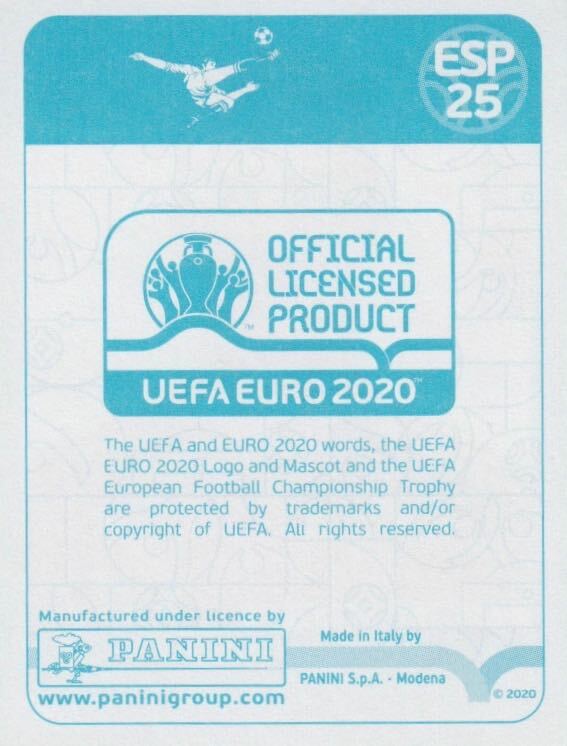 ESP
25
OFFICIAL
LICENSED
PRODUCT
TM
UEFA EURO 2020™
The UEFA and EURO 2020 words, the UEFA
EURO 2020 Logo and Mascot and the UEFA
European Football Championship Trophy
are protected by trademarks and/or
copyright of UEFA. All rights reserved.
Manufactured under licence by
PANINI
www.paninigroup.com
Made in Italy by
PANINI S.p.A. - Modena
© 2020